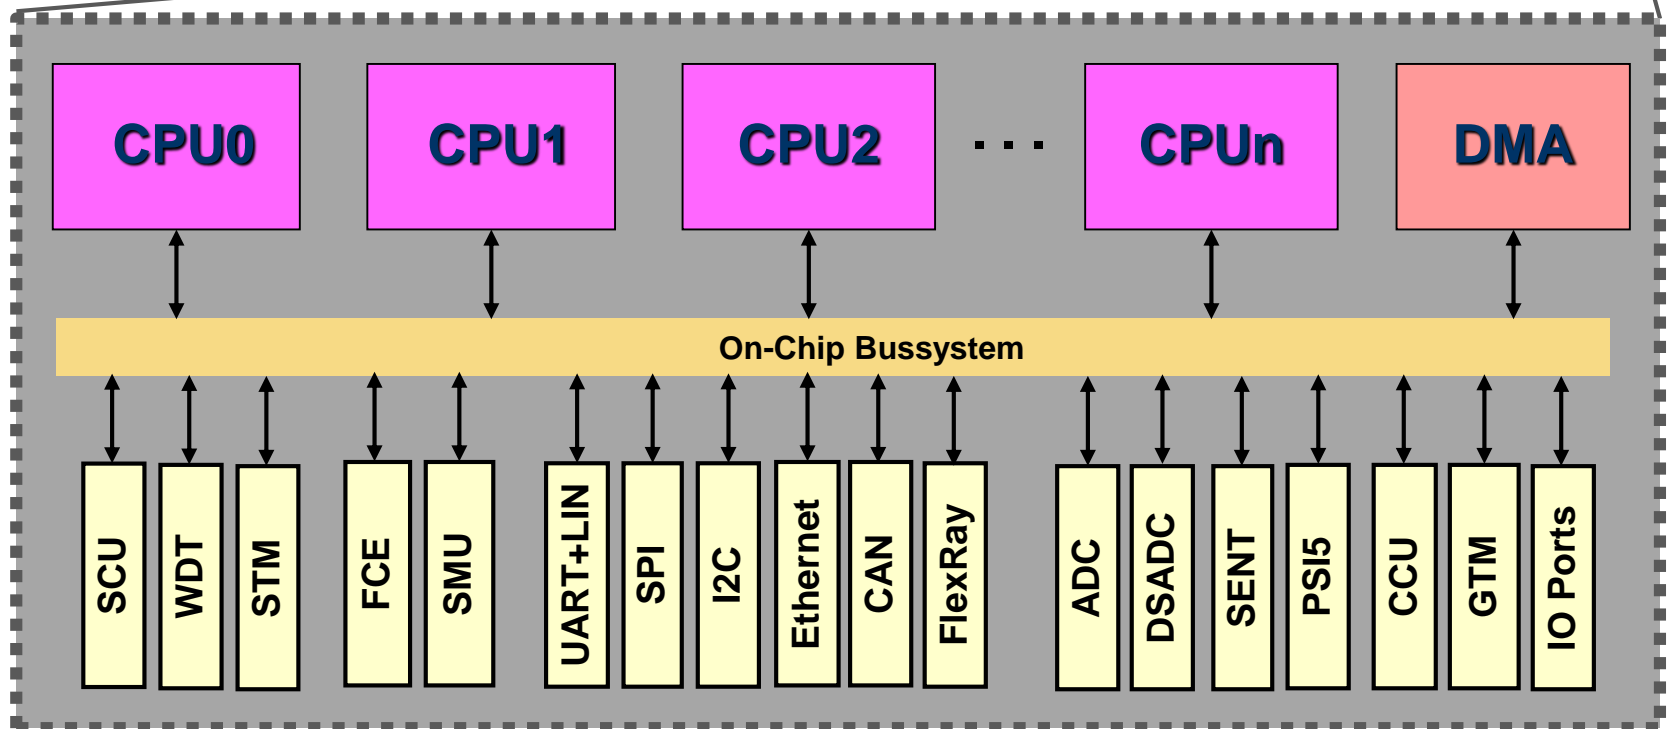 CPU0
CPU1
CPU2
...
CPUn
DMA
On-Chip Bussystem
SCU
WDT
STM
FCE
SMU
UART+LIN
SPI
I2C
Ethernet
CAN
FlexRay
ADC
DSADC
SENT
PSI5
CCU
GTM
IO Ports